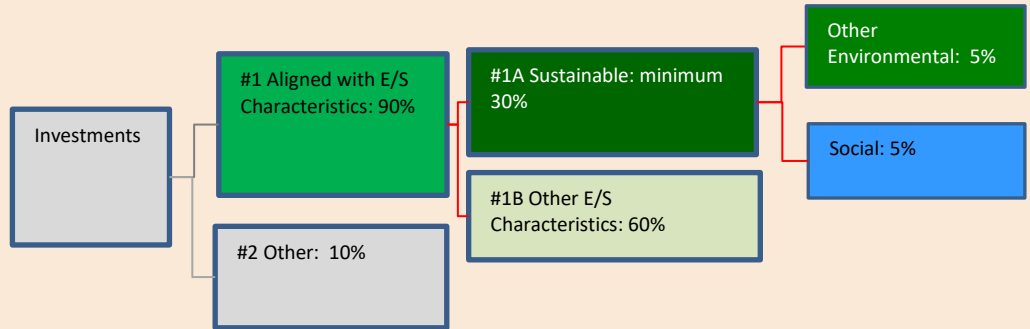 Investments
#1 Aligned with E/S
Characteristics: 90%
#2 Other:  10%
#1A Sustainable: minimum
30%
#1B Other E/S
Characteristics: 60%
Other
Environmental:  5%
Social: 5%